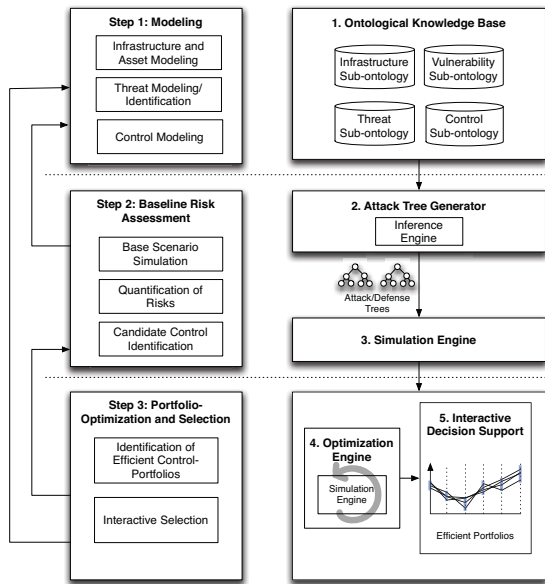 Step 1: Modeling
Infrastructure and
Asset Modeling
Threat Modeling/
Identification
Control Modeling
1. Ontological Knowledge Base
Infrastructure
Sub-ontology
Vulnerability
Sub-ontology
Threat
Sub-ontology
Control
Sub-ontology
Step 2: Baseline Risk
Assessment
Base Scenario
Simulation
Quantification of
Risks
Candidate Control
Identification
2. Attack Tree Generator
Inference
Engine
Attack/Defense
Trees
3. Simulation Engine
Step 3: Portfolio-
Optimization and Selection
Identification of
Efficient Control-
Portfolios
Interactive Selection
4. Optimization
Engine
Simulation
Engine
5. Interactive
Decision Support
Efficient Portfolios